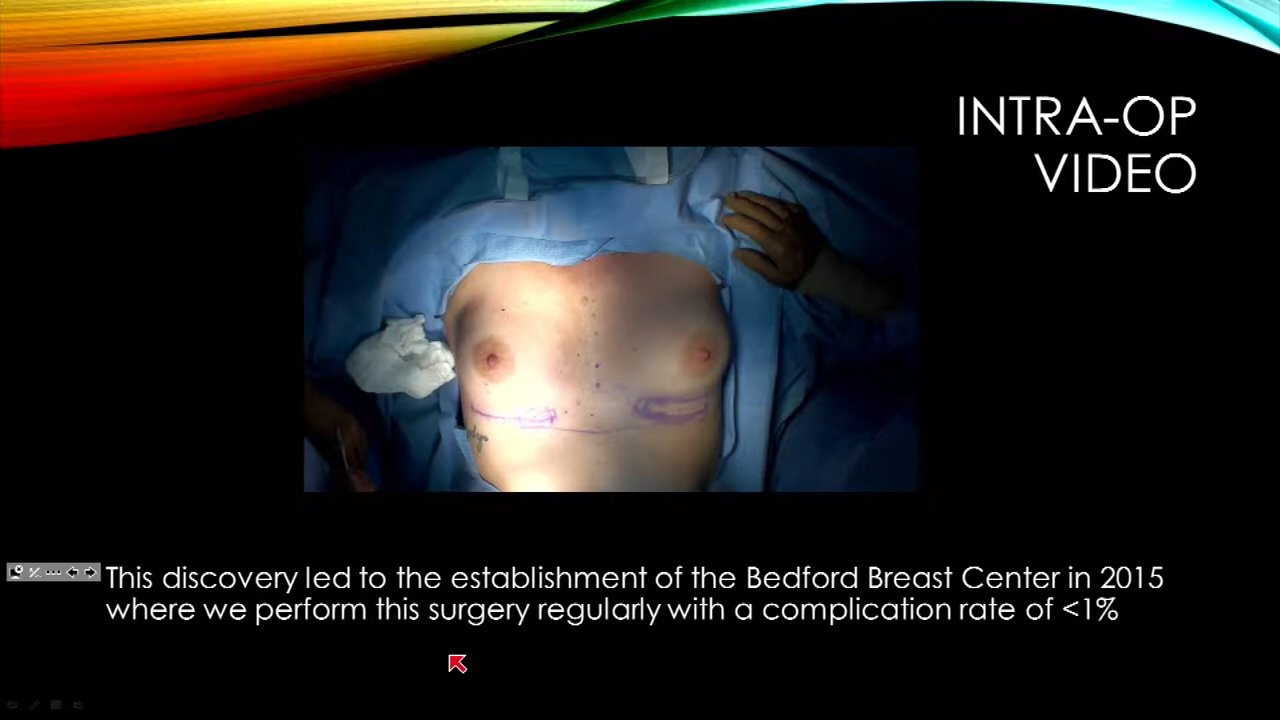 INTRA-OP
VIDEO
This discovery led to the establishment of the Bedford Breast Center in 2015
where we perform this surgery regularly with a complication rate of <1%